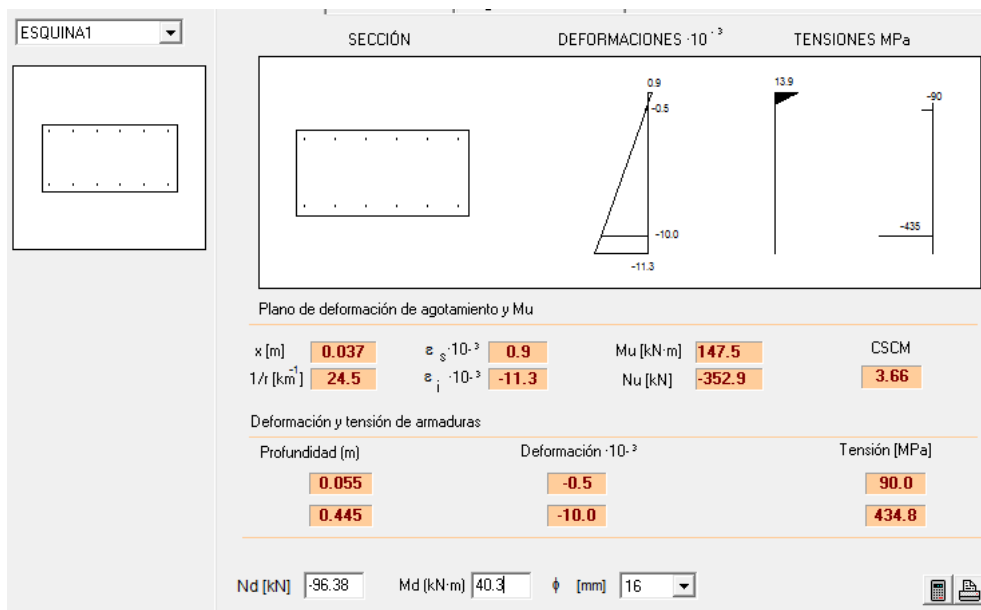 ESQUINA1
SECCIÓN DEFORMACIONES ·10⁻³ TENSIONES MPa
0.9 13.9
-0.5 -90
-10.0 -435
-11.3
Plano de deformación de agotamiento y Mu
x [m] 0.037 ε s ·10-³ 0.9 Mu [kN·m] 147.5 CSCM
1/r [km⁻¹] 24.5 ε i ·10-³ -11.3 Nu [kN] -352.9 3.66
Deformación y tensión de armaduras
Profundidad (m) Deformación ·10-³ Tensión [MPa]
0.055 -0.5 90.0
0.445 -10.0 434.8
Nd [kN] -96.38 Md (kN·m) 40.3 ϕ [mm] 16